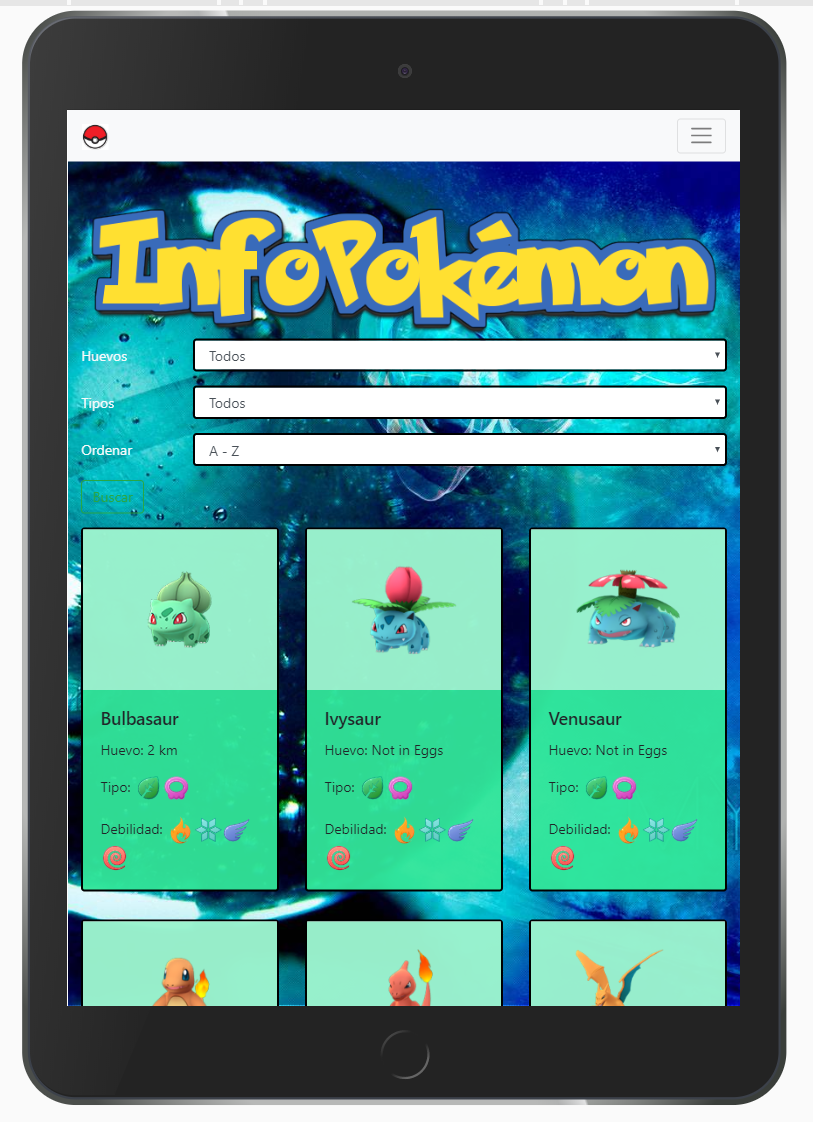 InfoPokémon
Huevos Todos
Tipos Todos
Ordenar A - Z
Buscar
Bulbasaur Ivysaur Venusaur
Huevo: 2 km Huevo: Not in Eggs Huevo: Not in Eggs
Tipo: Tipo: Tipo:
Debilidad: Debilidad: Debilidad: